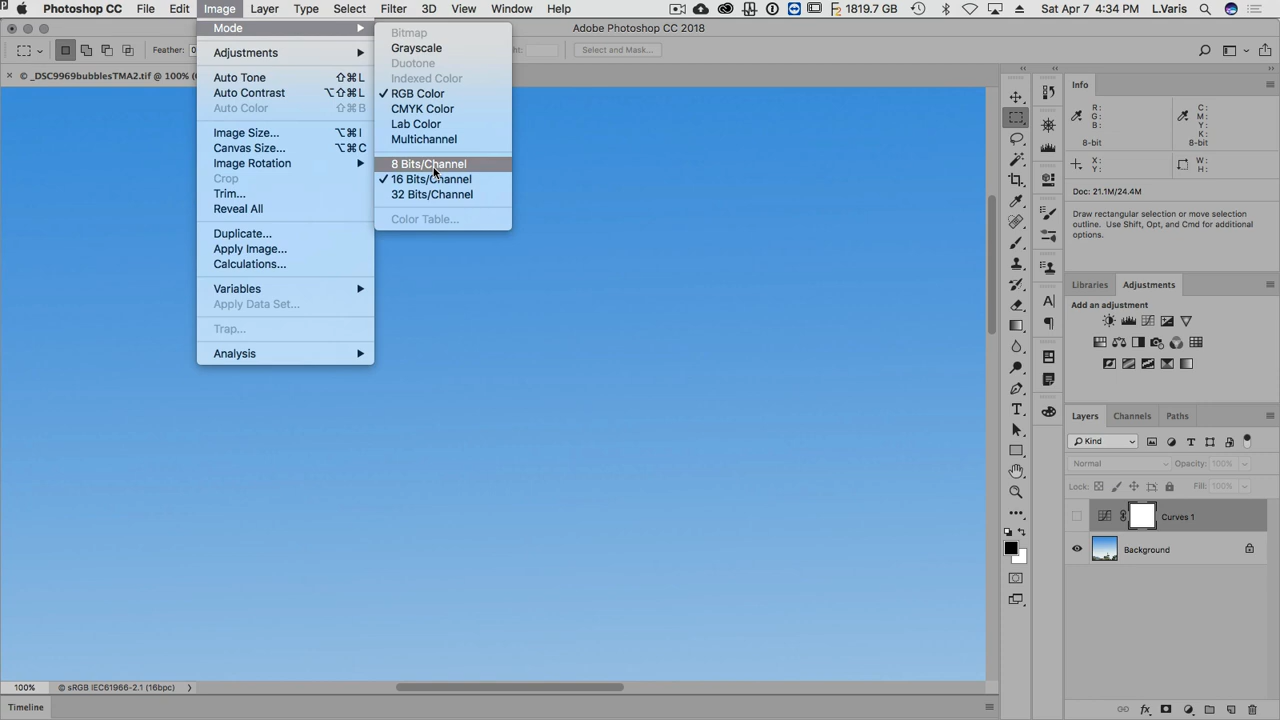 Photoshop CC File Edit Image Layer Type Select Filter 3D View Window Help 1819.7 GB Sat Apr 7 4:34 PM L.Varis
Adobe Photoshop CC 2018
Feather: 0 Select and Mask...
© _DSC9969bubblesTMA2.tif @ 100% (
Mode
Adjustments
Auto Tone ⇧⌘L
Auto Contrast ⌥⇧⌘L
Auto Color ⇧⌘B
Image Size... ⌥⌘I
Canvas Size... ⌥⌘C
Image Rotation
Crop
Trim...
Reveal All
Duplicate...
Apply Image...
Calculations...
Variables
Apply Data Set...
Trap...
Analysis
Bitmap
Grayscale
Duotone
Indexed Color
✓ RGB Color
CMYK Color
Lab Color
Multichannel
8 Bits/Channel
✓ 16 Bits/Channel
32 Bits/Channel
Color Table...
Info
R: C:
G: M:
B: Y:
K:
8-bit 8-bit
X: W:
Y: H:
Doc: 21.1M/24.4M
Draw rectangular selection or move selection
outline. Use Shift, Opt, and Cmd for additional
options.
Libraries Adjustments
Add an adjustment
Layers Channels Paths
Kind
Normal Opacity: 100%
Lock: Fill: 100%
Curves 1
Background
100% © sRGB IEC61966-2.1 (16bpc)
Timeline